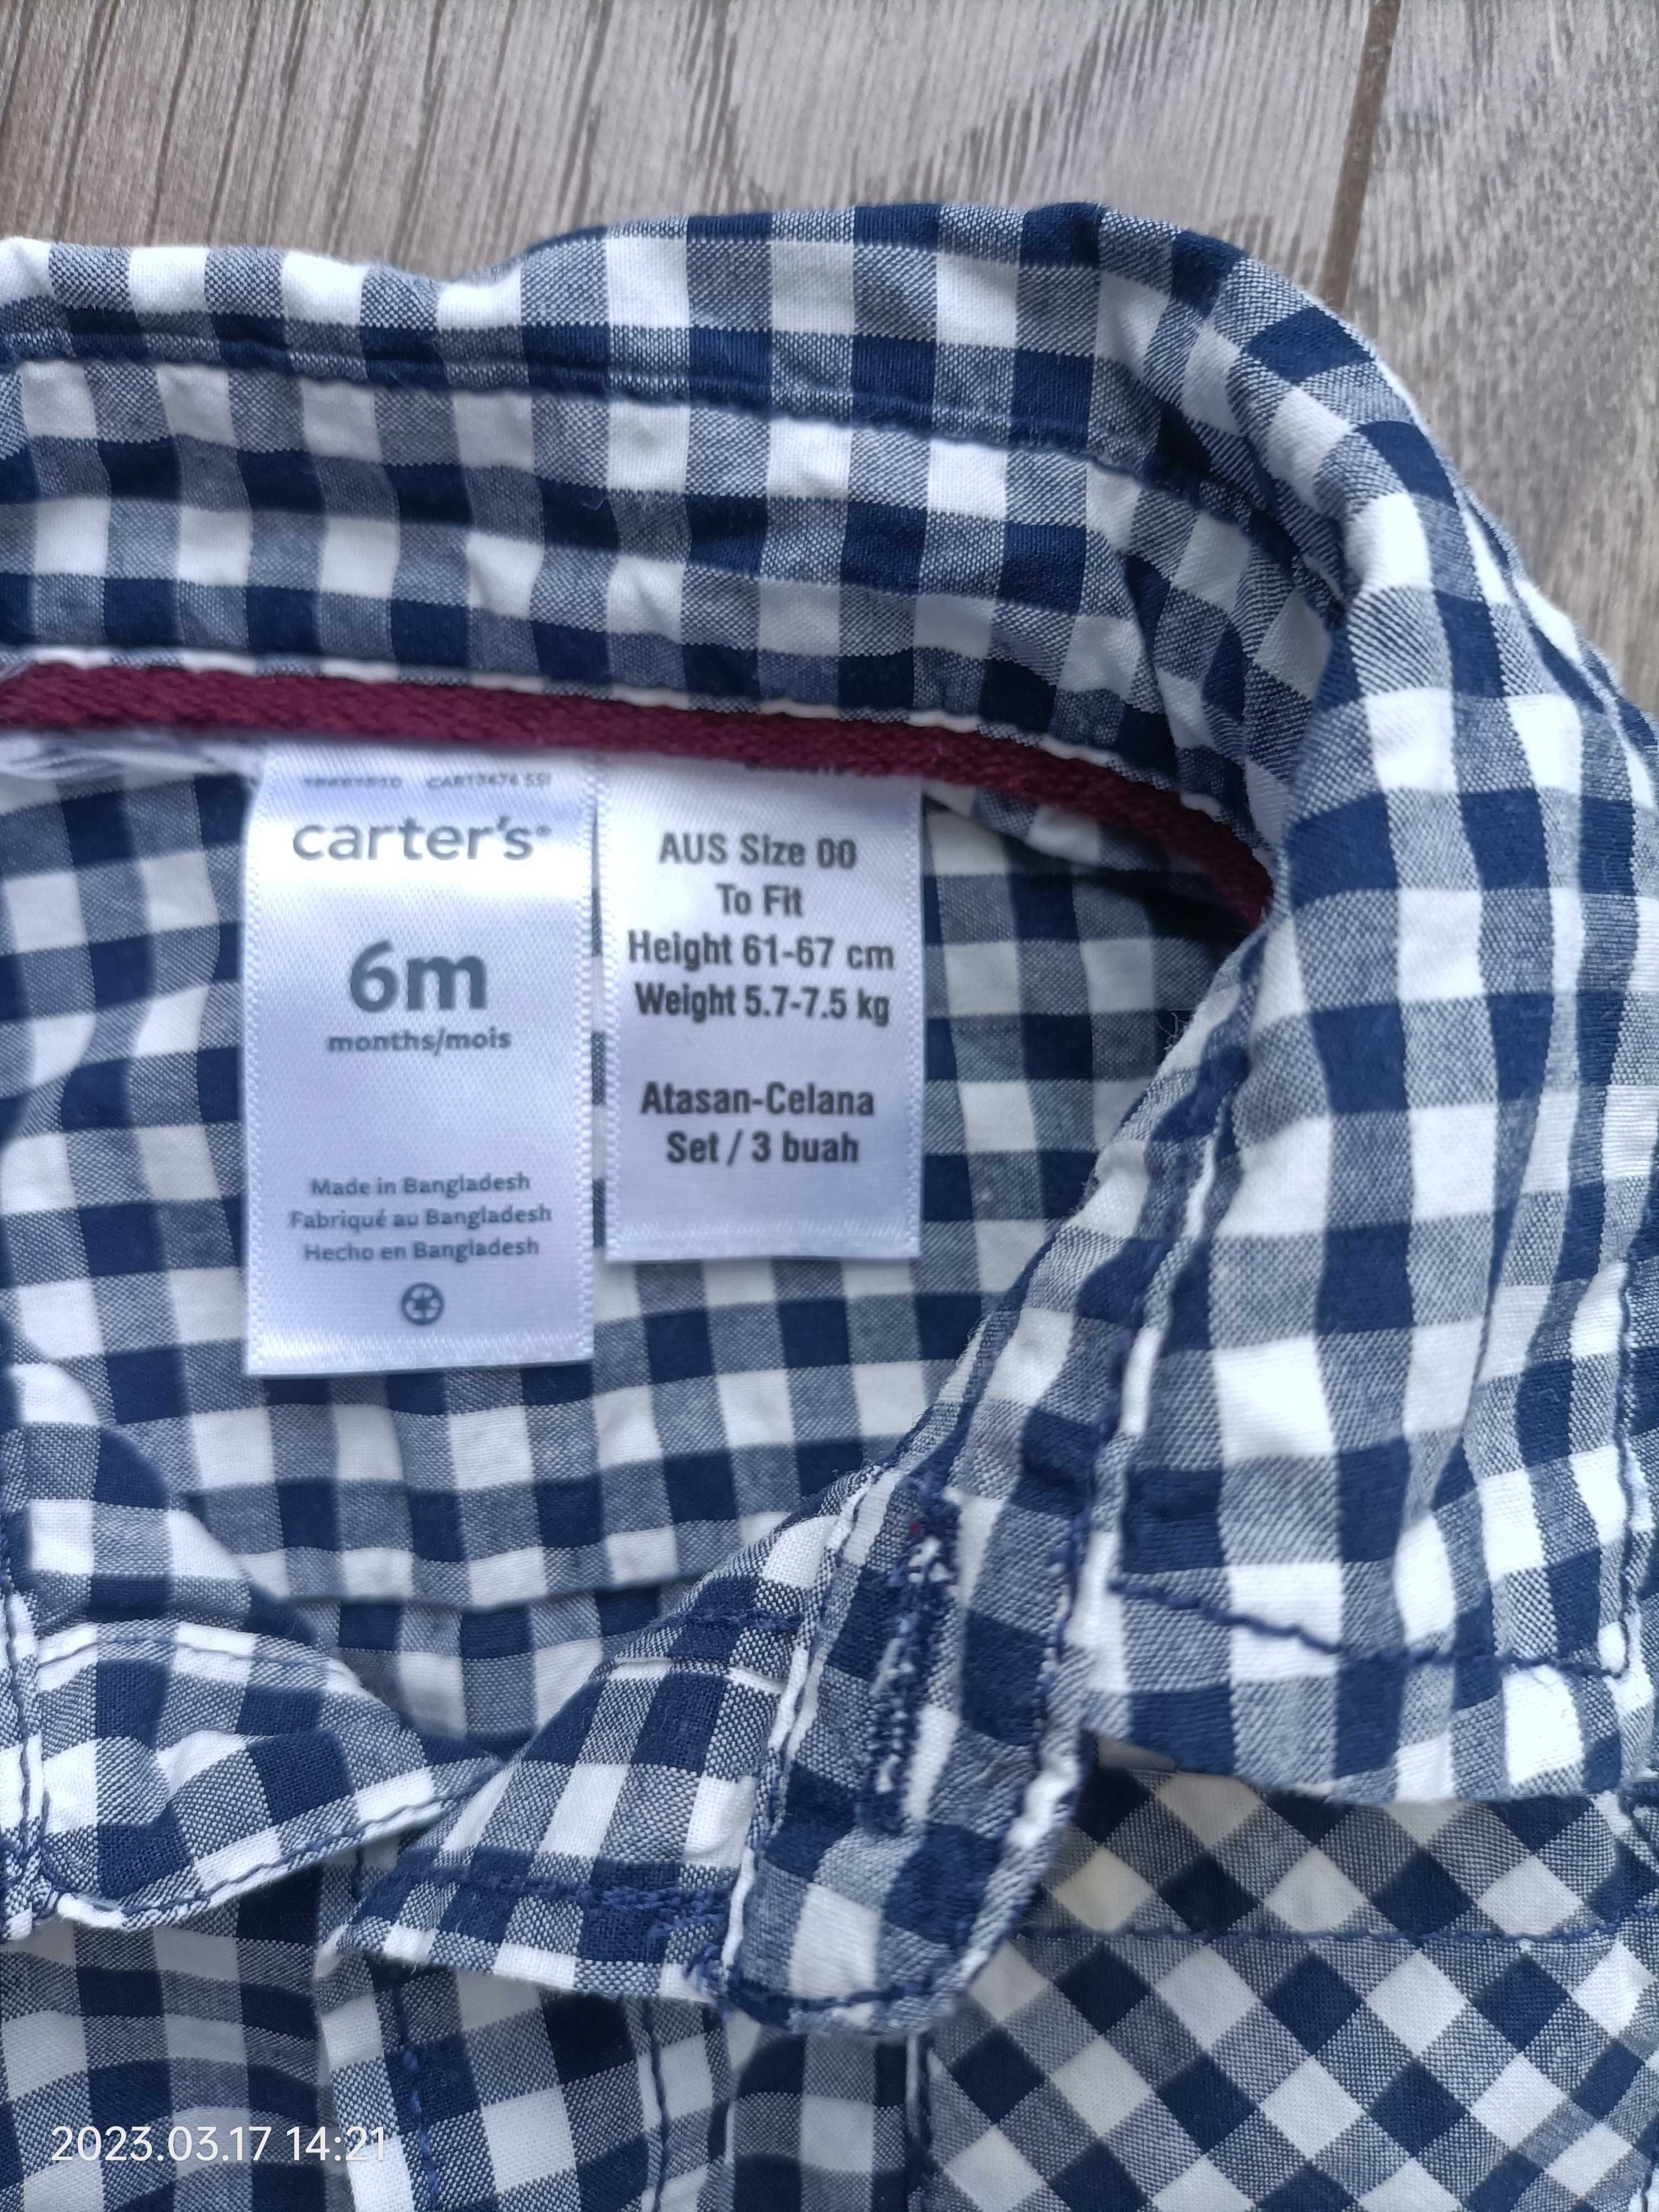 CAR13474 SSI
carter's®
6m
months/mois
Made in Bangladesh
Fabriqué au Bangladesh
Hecho en Bangladesh
AUS Size 00
To Fit
Height 61-67 cm
Weight 5.7-7.5 kg
Atasan-Celana
Set / 3 buah
2023.03.17 14:21